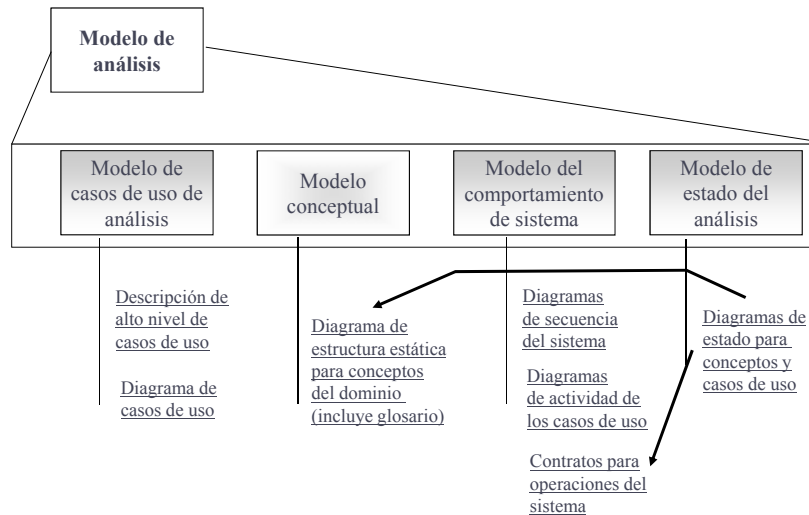 Modelo de
análisis
Modelo de
casos de uso de
análisis
Modelo
conceptual
Modelo del
comportamiento
de sistema
Modelo de
estado del
análisis
Descripción de
alto nivel de
casos de uso
Diagrama de
casos de uso
Diagrama de
estructura estática
para conceptos
del dominio
(incluye glosario)
Diagramas
de secuencia
del sistema
Diagramas
de actividad de
los casos de uso
Contratos para
operaciones del
sistema
Diagramas de
estado para
conceptos y
casos de uso